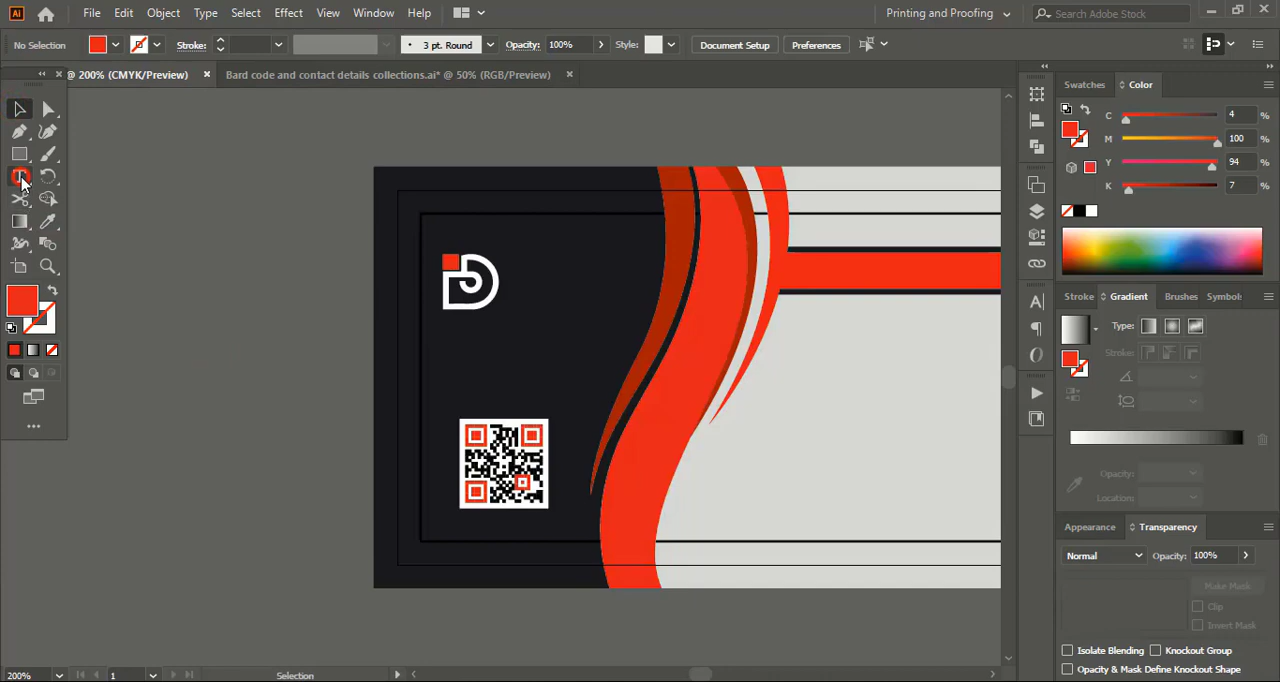 Ai File Edit Object Type Select Effect View Window Help Printing and Proofing Search Adobe Stock
No Selection Stroke: 3 pt. Round Opacity: 100% Style: Document Setup Preferences
@ 200% (CMYK/Preview) × Bard code and contact details collections.ai* @ 50% (RGB/Preview) ×
Swatches Color
C 4 %
M 100 %
Y 94 %
K 7 %
Stroke Gradient Brushes Symbol:
Type:
Stroke:
Opacity:
Location:
Appearance Transparency
Normal Opacity: 100%
Make Mask
Clip
Invert Mask
Isolate Blending Knockout Group
Opacity & Mask Define Knockout Shape
200% 1 Selection